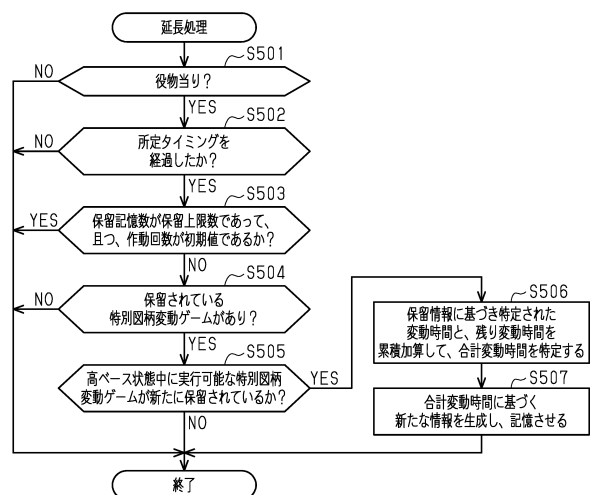 延長処理
S501
NO
役物当り?
YES
S502
NO
所定タイミングを
経過したか?
YES
S503
YES
保留記憶数が保留上限数であって、
且つ、作動回数が初期値であるか?
NO
S504
NO
保留されている
特別図柄変動ゲームがあり?
YES
S505
高ベース状態中に実行可能な特別図柄
変動ゲームが新たに保留されているか?
YES
NO
S506
保留情報に基づき特定された
変動時間と、残り変動時間を
累積加算して、合計変動時間を特定する
S507
合計変動時間に基づく
新たな情報を生成し、記憶させる
終了